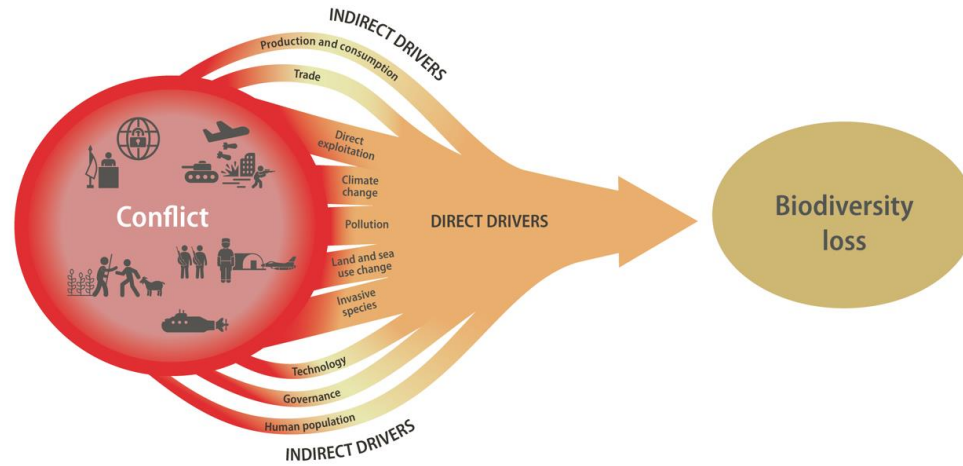 INDIRECT DRIVERS
Production and consumption
Trade
Direct
exploitation
Climate
change
Conflict
Pollution
DIRECT DRIVERS
Biodiversity
loss
Land and sea
use change
Invasive
species
Technology
Governance
Human population
INDIRECT DRIVERS